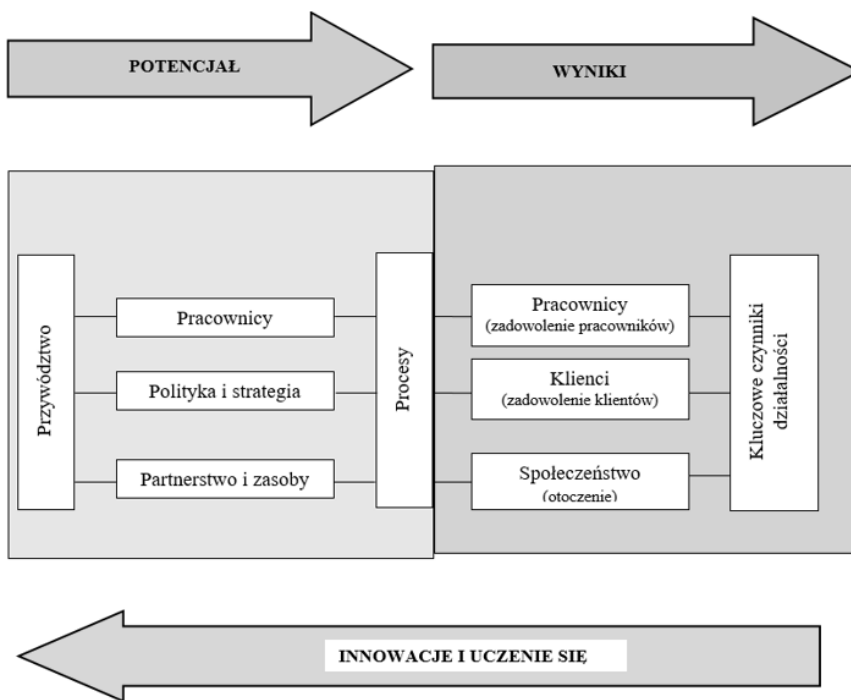 POTENCJAŁ
WYNIKI
Przywództwo
Pracownicy
Polityka i strategia
Partnerstwo i zasoby
Procesy
Pracownicy
(zadowolenie pracowników)
Klienci
(zadowolenie klientów)
Społeczeństwo
(otoczenie)
Kluczowe czynniki
działalności
INNOWACJE I UCZENIE SIĘ